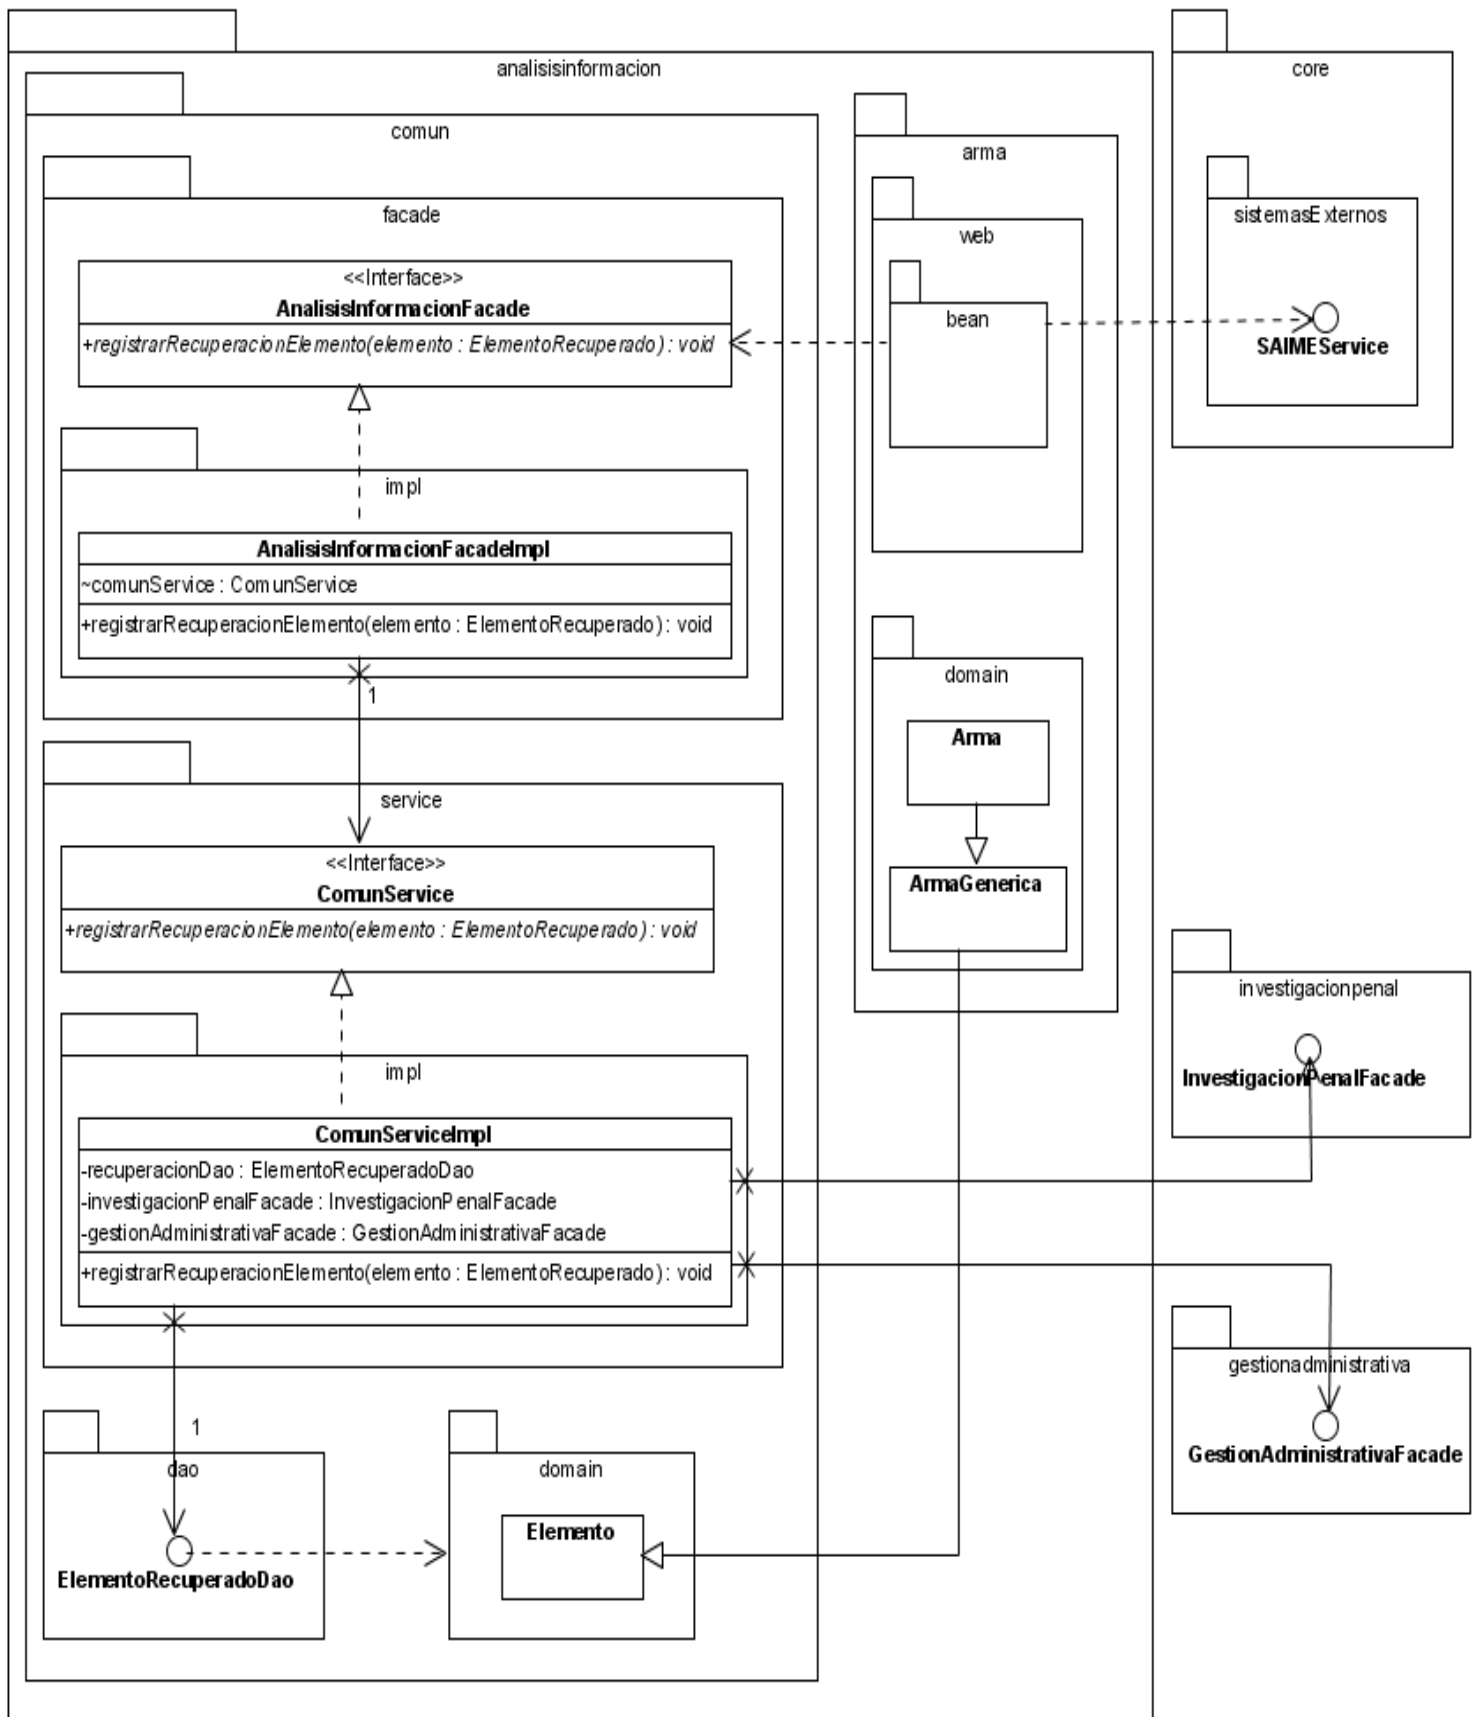 analisisinformacion
comun
facade
<<Interface>>
AnalisisInformacionFacade
+registrarRecuperacionElemento(elemento : ElementoRecuperado) : void
impl
AnalisisInformacionFacadeImpl
~comunService : ComunService
+registrarRecuperacionElemento(elemento : ElementoRecuperado) : void
1
service
<<Interface>>
ComunService
+registrarRecuperacionElemento(elemento : ElementoRecuperado) : void
impl
ComunServiceImpl
-recuperacionDao : ElementoRecuperadoDao
-investigacionPenalFacade : InvestigacionPenalFacade
-gestionAdministrativaFacade : GestionAdministrativaFacade
+registrarRecuperacionElemento(elemento : ElementoRecuperado) : void
1
dao
ElementoRecuperadoDao
domain
Elemento
arma
web
bean
domain
Arma
ArmaGenerica
core
sistemasExternos
SAIMEService
investigacionpenal
InvestigacionPenalFacade
gestionadministrativa
GestionAdministrativaFacade